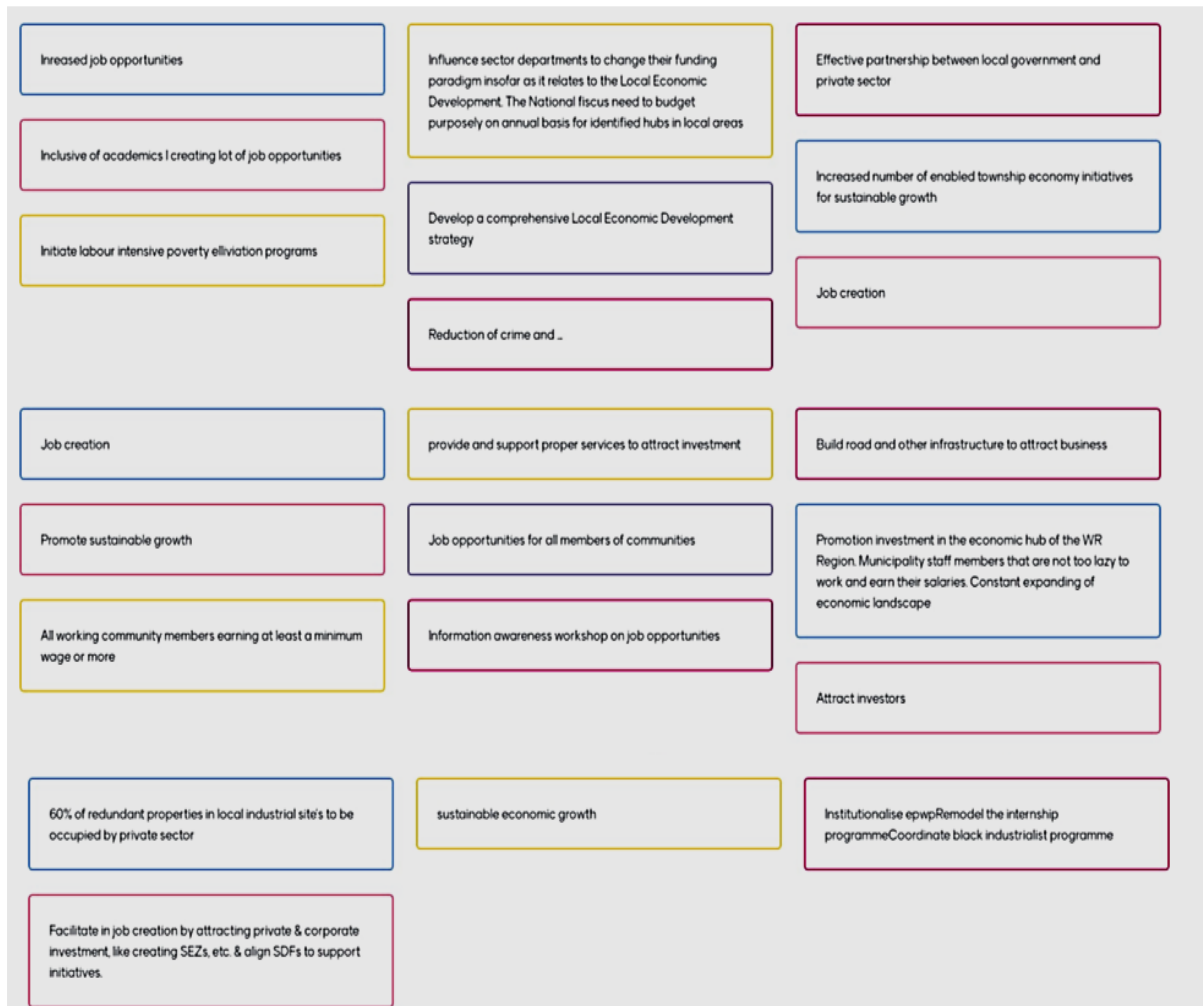 Inreased job opportunities
Inclusive of academics I creating lot of job opportunities
Initiate labour intensive poverty elliviation programs
Influence sector departments to change their funding
paradigm insofar as it relates to the Local Economic
Development. The National fiscus need to budget
purposely on annual basis for identified hubs in local areas
Develop a comprehensive Local Economic Development
strategy
Reduction of crime and ...
Effective partnership between local government and
private sector
Increased number of enabled township economy initiatives
for sustainable growth
Job creation
Job creation
Promote sustainable growth
All working community members earning at least a minimum
wage or more
provide and support proper services to attract investment
Job opportunities for all members of communities
Information awareness workshop on job opportunities
Build road and other infrastructure to attract business
Promotion investment in the economic hub of the WR
Region. Municipality staff members that are not too lazy to
work and earn their salaries. Constant expanding of
economic landscape
Attract investors
60% of redundant properties in local industrial site's to be
occupied by private sector
Facilitate in job creation by attracting private & corporate
investment, like creating SEZs, etc. & align SDFs to support
initiatives.
sustainable economic growth
Institutionalise epwpRemodel the internship
programmeCoordinate black industrialist programme